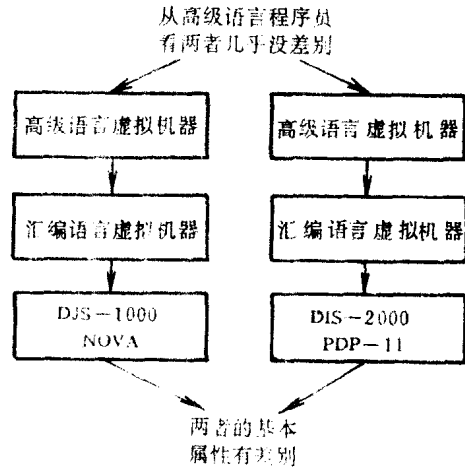 从高级语言程序员
看两者几乎没差别
高级语言虚拟机器
高级语言虚拟机器
汇编语言虚拟机器
汇编语言虚拟机器
DJS-1000
NOVA
DIS-2000
PDP-11
两者的基本
属性有差别